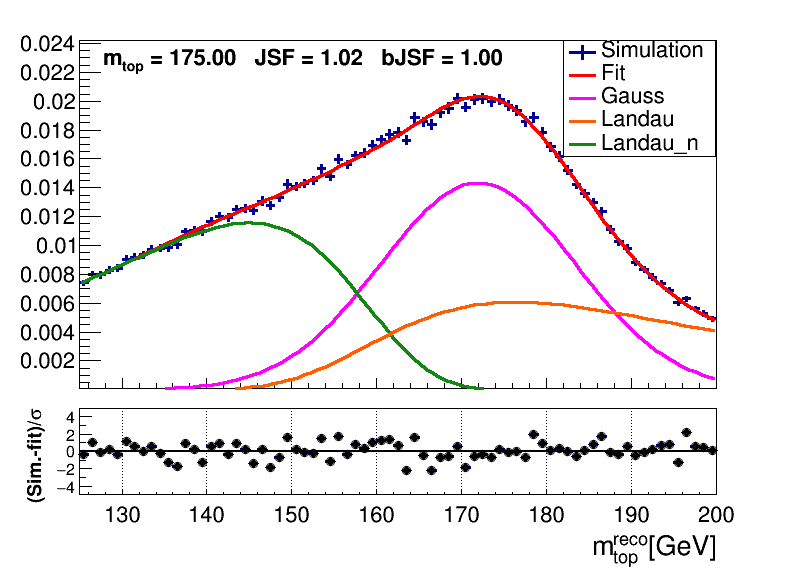 0.024
0.022
0.02
0.018
0.016
0.014
0.012
0.01
0.008
0.006
0.004
0.002
m_top = 175.00 JSF = 1.02 bJSF = 1.00
Simulation
Fit
Gauss
Landau
Landau_n
(Sim.-fit)/σ
4
2
0
−2
−4
130 140 150 160 170 180 190 200
m_top^reco[GeV]